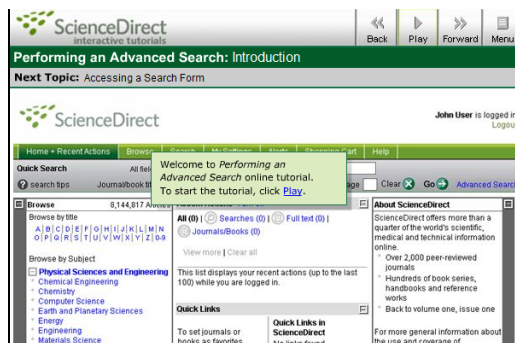 ScienceDirect
interactive tutorials
Back Play Forward Menu
Performing an Advanced Search: Introduction
Next Topic: Accessing a Search Form
ScienceDirect
John User is logged in
Logou
Home + Recent Actions Browse Search My Settings Alerts Shopping Cart Help
Quick Search All fiel
search tips Journal/book tit
age Clear Go Advanced Search
Welcome to Performing an
Advanced Search online tutorial.
To start the tutorial, click Play.
Browse 8,144,817 Articles
Browse by title
A B C D E F G H I J K L M N
O P Q R S T U V W X Y Z 0-9
Browse by Subject
Physical Sciences and Engineering
Chemical Engineering
Chemistry
Computer Science
Earth and Planetary Sciences
Energy
Engineering
Materials Science
All (0) | Searches (0) | Full text (0) |
Journals/Books (0)
View more | Clear all
This list displays your recent actions (up to the last
100) while you are logged in.
Quick Links
To set journals or
books as favorites
Quick Links in
ScienceDirect
No links found
About ScienceDirect
ScienceDirect offers more than a
quarter of the world's scientific,
medical and technical information
online.
Over 2,000 peer-reviewed
journals
Hundreds of book series,
handbooks and reference
works
Back to volume one, issue one
For more general information about
the use and coverage of